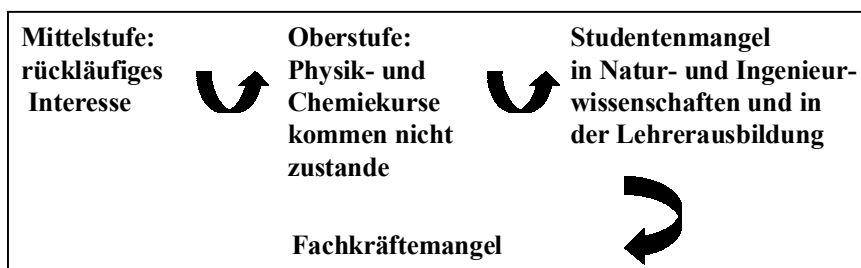 Mittelstufe:
rückläufiges
Interesse
Oberstufe:
Physik- und
Chemiekurse
kommen nicht
zustande
Studentenmangel
in Natur- und Ingenieur-
wissenschaften und in
der Lehrerausbildung
Fachkräftemangel